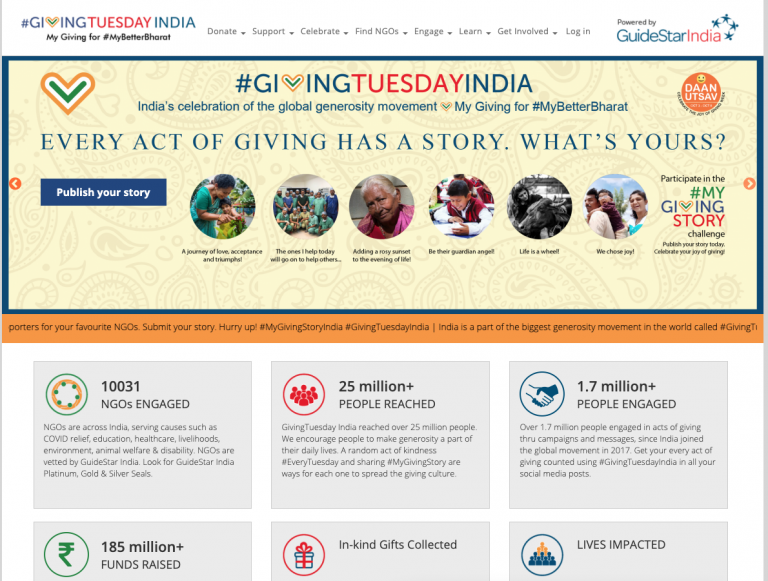 #GIVINGTUESDAY INDIA
My Giving for #MyBetterBharat
Donate Support Celebrate Find NGOs Engage Learn Get Involved Log in
Powered by
GuideStarIndia
#GIVINGTUESDAYINDIA
India's celebration of the global generosity movement My Giving for #MyBetterBharat
DAAN
UTSAV
EVERY ACT OF GIVING HAS A STORY. WHAT'S YOURS?
Publish your story
A journey of love, acceptance
and triumphs!
The ones I help today
will go on to help others...
Adding a rosy sunset
to the evening of life!
Be their guardian angel!
Life is a wheel!
We chose joy!
Participate in the
#MY
GIVING
STORY
challenge
Publish your story today.
Celebrate your joy of giving!
porters for your favourite NGOs. Submit your story. Hurry up! #MyGivingStoryIndia #GivingTuesdayIndia | India is a part of the biggest generosity movement in the world called #GivingTu
10031
NGOs ENGAGED
NGOs are across India, serving causes such as
COVID relief, education, healthcare, livelihoods,
environment, animal welfare & disability. NGOs are
vetted by GuideStar India. Look for GuideStar India
Platinum, Gold & Silver Seals.
25 million+
PEOPLE REACHED
GivingTuesday India reached over 25 million people.
We encourage people to make generosity a part of
their daily lives. A random act of kindness
#EveryTuesday and sharing #MyGivingStory are
ways for each one to spread the giving culture.
1.7 million+
PEOPLE ENGAGED
Over 1.7 million people engaged in acts of giving
thru campaigns and messages, since India joined
the global movement in 2017. Get your every act of
giving counted using #GivingTuesdayIndia in all your
social media posts.
185 million+
FUNDS RAISED
In-kind Gifts Collected
LIVES IMPACTED